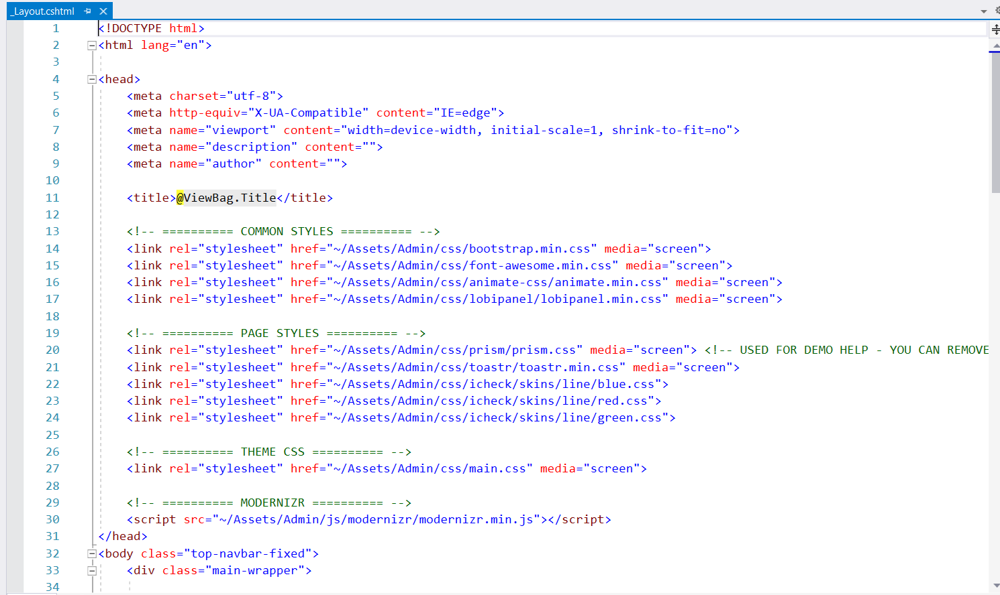 _Layout.cshtml
1 <!DOCTYPE html>
2 <html lang="en">
3
4 <head>
5 <meta charset="utf-8">
6 <meta http-equiv="X-UA-Compatible" content="IE=edge">
7 <meta name="viewport" content="width=device-width, initial-scale=1, shrink-to-fit=no">
8 <meta name="description" content="">
9 <meta name="author" content="">
10
11 <title>@ViewBag.Title</title>
12
13 <!-- ========== COMMON STYLES ========== -->
14 <link rel="stylesheet" href="~/Assets/Admin/css/bootstrap.min.css" media="screen">
15 <link rel="stylesheet" href="~/Assets/Admin/css/font-awesome.min.css" media="screen">
16 <link rel="stylesheet" href="~/Assets/Admin/css/animate-css/animate.min.css" media="screen">
17 <link rel="stylesheet" href="~/Assets/Admin/css/lobipanel/lobipanel.min.css" media="screen">
18
19 <!-- ========== PAGE STYLES ========== -->
20 <link rel="stylesheet" href="~/Assets/Admin/css/prism/prism.css" media="screen"> <!-- USED FOR DEMO HELP - YOU CAN REMOVE
21 <link rel="stylesheet" href="~/Assets/Admin/css/toastr/toastr.min.css" media="screen">
22 <link rel="stylesheet" href="~/Assets/Admin/css/icheck/skins/line/blue.css">
23 <link rel="stylesheet" href="~/Assets/Admin/css/icheck/skins/line/red.css">
24 <link rel="stylesheet" href="~/Assets/Admin/css/icheck/skins/line/green.css">
25
26 <!-- ========== THEME CSS ========== -->
27 <link rel="stylesheet" href="~/Assets/Admin/css/main.css" media="screen">
28
29 <!-- ========== MODERNIZR ========== -->
30 <script src="~/Assets/Admin/js/modernizr/modernizr.min.js"></script>
31 </head>
32 <body class="top-navbar-fixed">
33 <div class="main-wrapper">
34